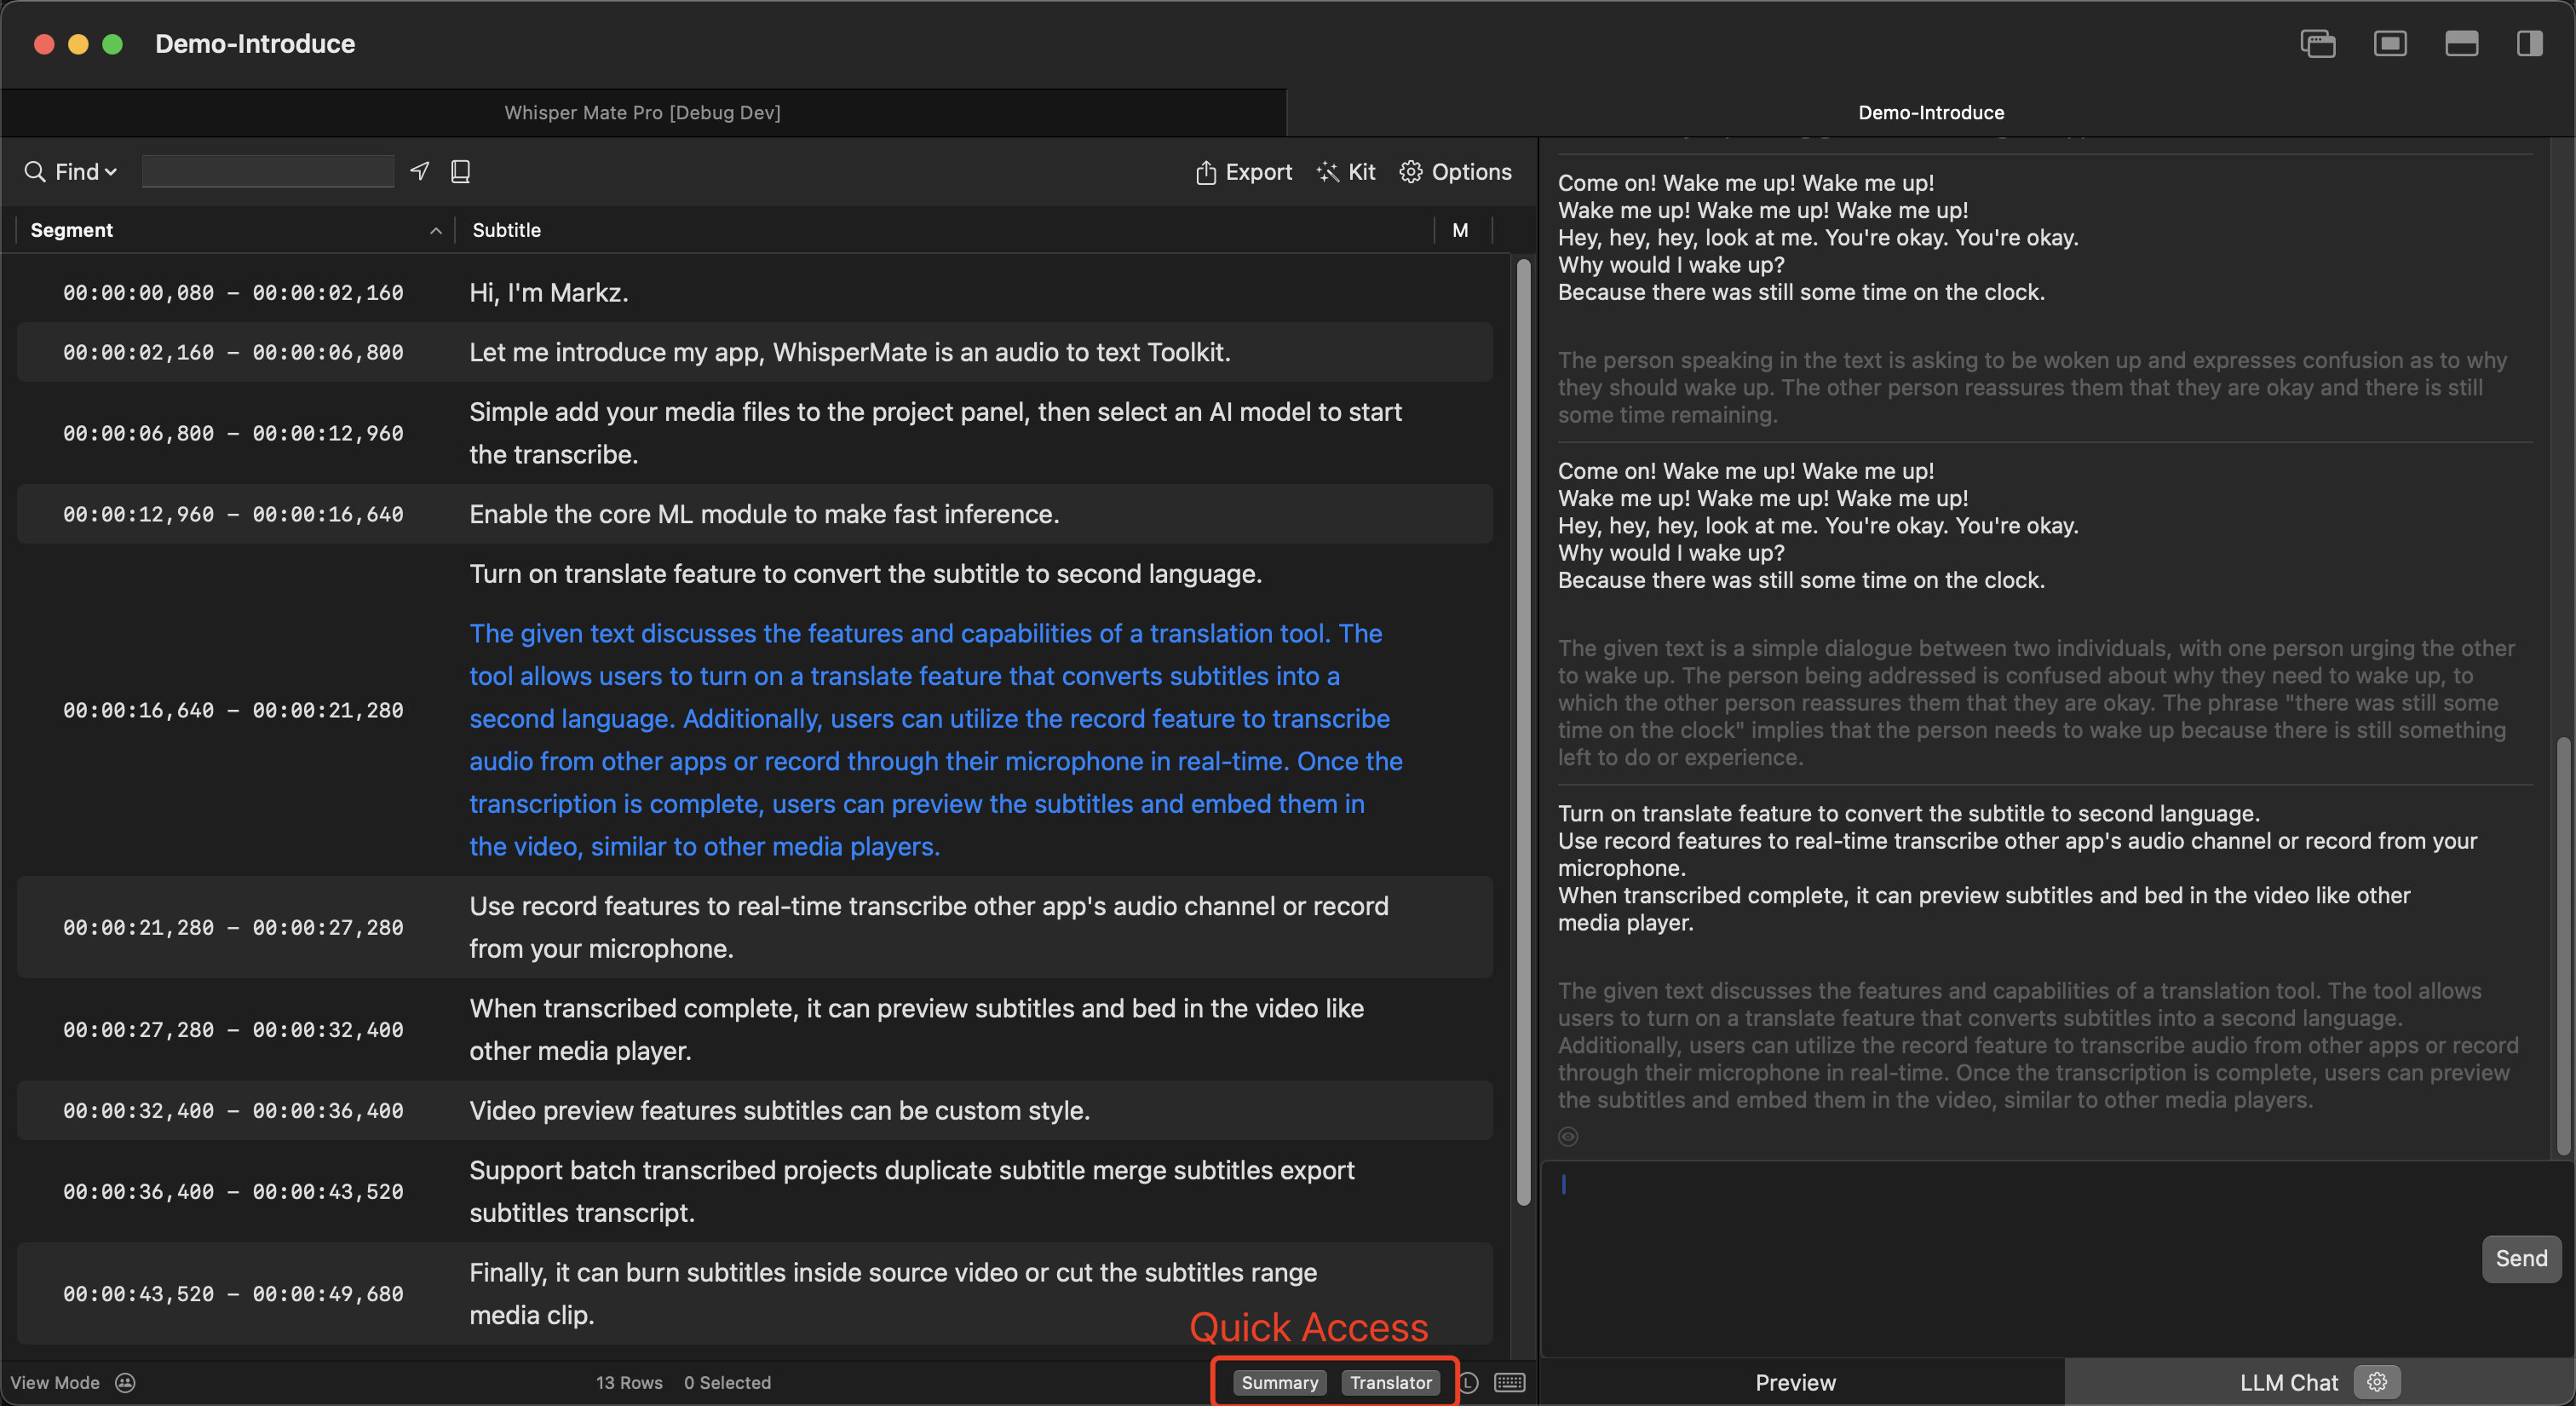 Demo-Introduce
Whisper Mate Pro [Debug Dev]
Demo-Introduce
Find
Export
Kit
Options
Segment
Subtitle
M
00:00:00,080 – 00:00:02,160
Hi, I'm Markz.
00:00:02,160 – 00:00:06,800
Let me introduce my app, WhisperMate is an audio to text Toolkit.
00:00:06,800 – 00:00:12,960
Simple add your media files to the project panel, then select an AI model to start
the transcribe.
00:00:12,960 – 00:00:16,640
Enable the core ML module to make fast inference.
00:00:16,640 – 00:00:21,280
Turn on translate feature to convert the subtitle to second language.
The given text discusses the features and capabilities of a translation tool. The
tool allows users to turn on a translate feature that converts subtitles into a
second language. Additionally, users can utilize the record feature to transcribe
audio from other apps or record through their microphone in real-time. Once the
transcription is complete, users can preview the subtitles and embed them in
the video, similar to other media players.
00:00:21,280 – 00:00:27,280
Use record features to real-time transcribe other app's audio channel or record
from your microphone.
00:00:27,280 – 00:00:32,400
When transcribed complete, it can preview subtitles and bed in the video like
other media player.
00:00:32,400 – 00:00:36,400
Video preview features subtitles can be custom style.
00:00:36,400 – 00:00:43,520
Support batch transcribed projects duplicate subtitle merge subtitles export
subtitles transcript.
00:00:43,520 – 00:00:49,680
Finally, it can burn subtitles inside source video or cut the subtitles range
media clip.
Quick Access
View Mode
13 Rows
0 Selected
Summary
Translator
L
Come on! Wake me up! Wake me up!
Wake me up! Wake me up! Wake me up!
Hey, hey, hey, look at me. You're okay. You're okay.
Why would I wake up?
Because there was still some time on the clock.
The person speaking in the text is asking to be woken up and expresses confusion as to why
they should wake up. The other person reassures them that they are okay and there is still
some time remaining.
Come on! Wake me up! Wake me up!
Wake me up! Wake me up! Wake me up!
Hey, hey, hey, look at me. You're okay. You're okay.
Why would I wake up?
Because there was still some time on the clock.
The given text is a simple dialogue between two individuals, with one person urging the other
to wake up. The person being addressed is confused about why they need to wake up, to
which the other person reassures them that they are okay. The phrase "there was still some
time on the clock" implies that the person needs to wake up because there is still something
left to do or experience.
Turn on translate feature to convert the subtitle to second language.
Use record features to real-time transcribe other app's audio channel or record from your
microphone.
When transcribed complete, it can preview subtitles and bed in the video like other
media player.
The given text discusses the features and capabilities of a translation tool. The tool allows
users to turn on a translate feature that converts subtitles into a second language.
Additionally, users can utilize the record feature to transcribe audio from other apps or record
through their microphone in real-time. Once the transcription is complete, users can preview
the subtitles and embed them in the video, similar to other media players.
Send
Preview
LLM Chat